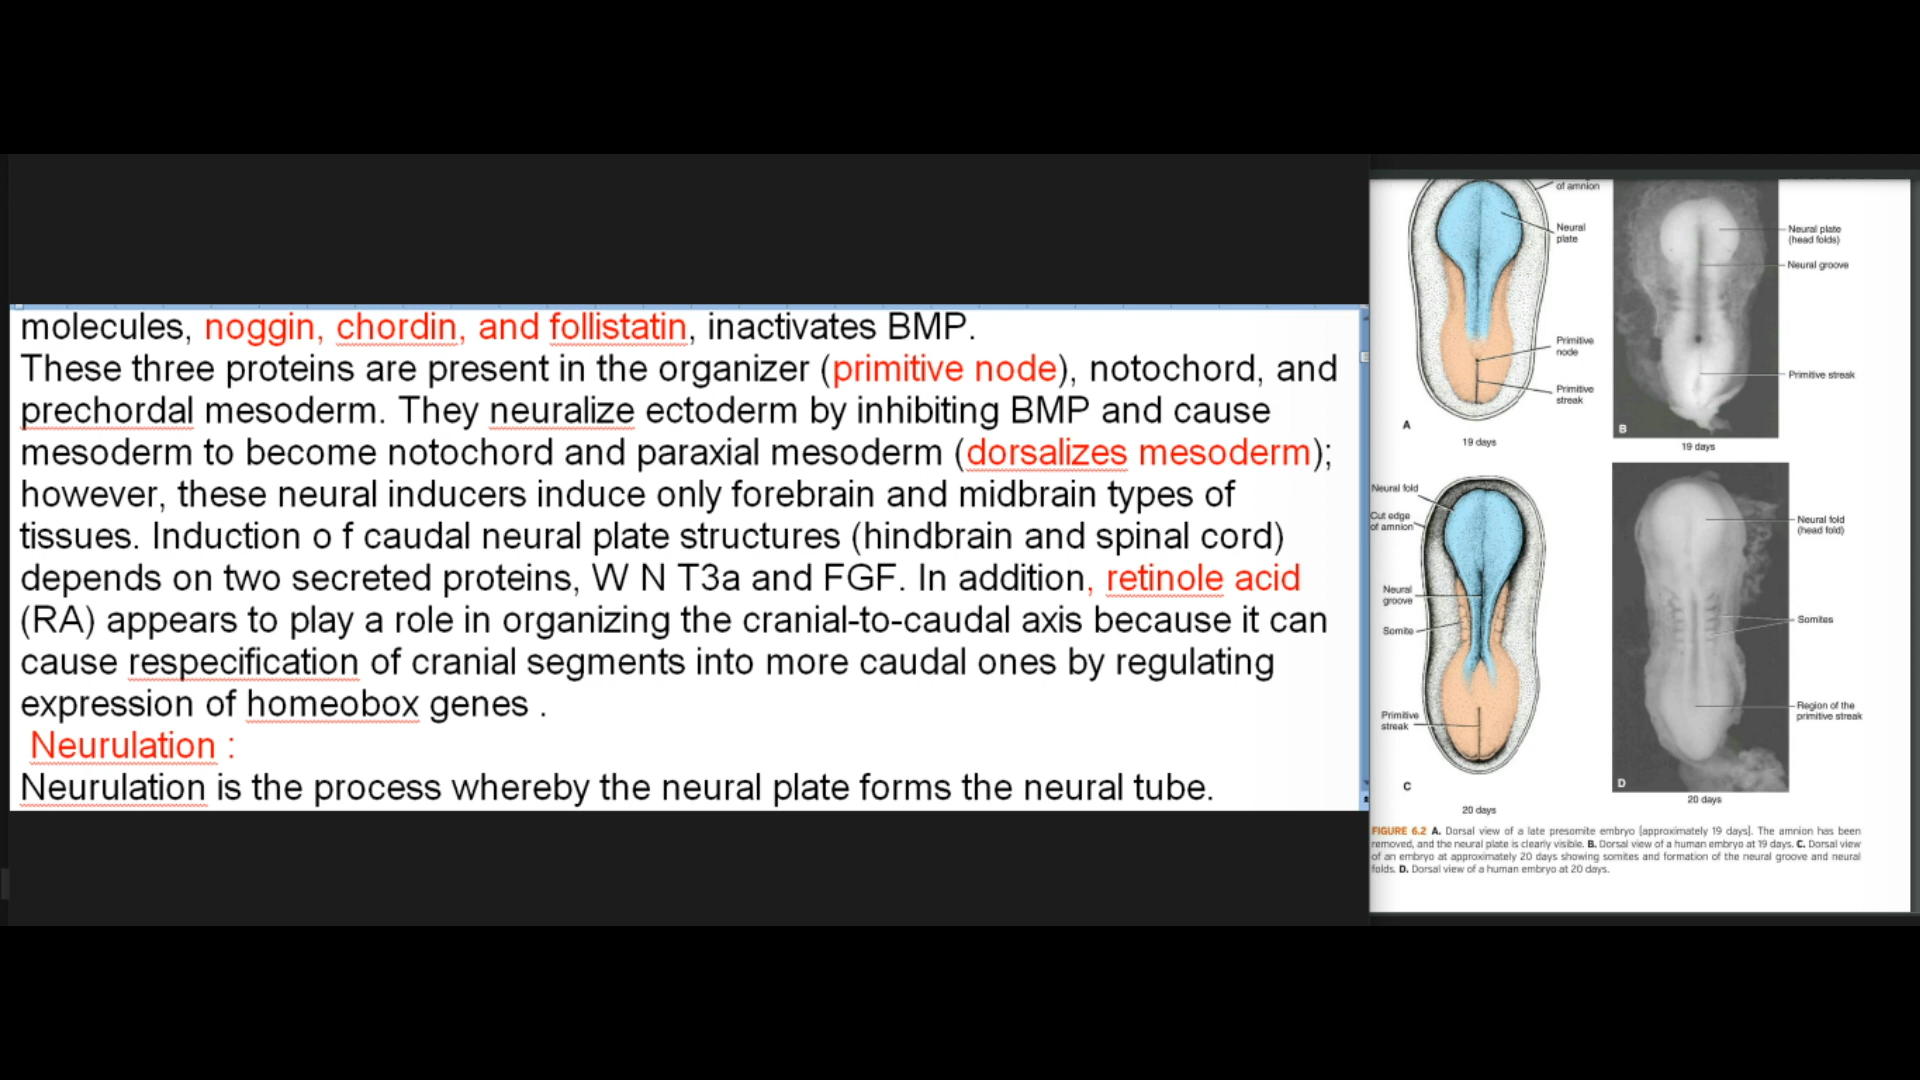 molecules, noggin, chordin, and follistatin, inactivates BMP.
These three proteins are present in the organizer (primitive node), notochord, and
prechordal mesoderm. They neuralize ectoderm by inhibiting BMP and cause
mesoderm to become notochord and paraxial mesoderm (dorsalizes mesoderm);
however, these neural inducers induce only forebrain and midbrain types of
tissues. Induction o f caudal neural plate structures (hindbrain and spinal cord)
depends on two secreted proteins, W N T3a and FGF. In addition, retinole acid
(RA) appears to play a role in organizing the cranial-to-caudal axis because it can
cause respecification of cranial segments into more caudal ones by regulating
expression of homeobox genes .
Neurulation :
Neurulation is the process whereby the neural plate forms the neural tube.
of amnion
Neural
plate
Primitive
node
Primitive
streak
A
19 days
Neural plate
(head folds)
Neural groove
Primitive streak
B
19 days
Neural fold
Cut edge
of amnion
Neural
groove
Somite
Primitive
streak
C
20 days
Neural fold
(head fold)
Somites
Region of the
primitive streak
D
20 days
FIGURE 6.2 A. Dorsal view of a late presomite embryo (approximately 19 days). The amnion has been
removed, and the neural plate is clearly visible. B. Dorsal view of a human embryo at 19 days. C. Dorsal view
of an embryo at approximately 20 days showing somites and formation of the neural groove and neural
folds. D. Dorsal view of a human embryo at 20 days.